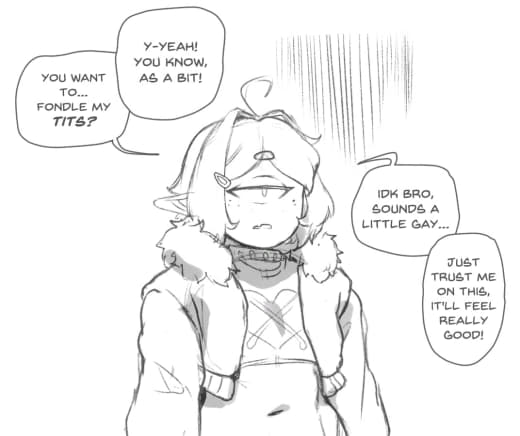 YOU WANT
TO...
FONDLE MY
TITS?
Y-YEAH!
YOU KNOW,
AS A BIT!
IDK BRO,
SOUNDS A
LITTLE GAY...
JUST
TRUST ME
ON THIS,
IT'LL FEEL
REALLY
GOOD!